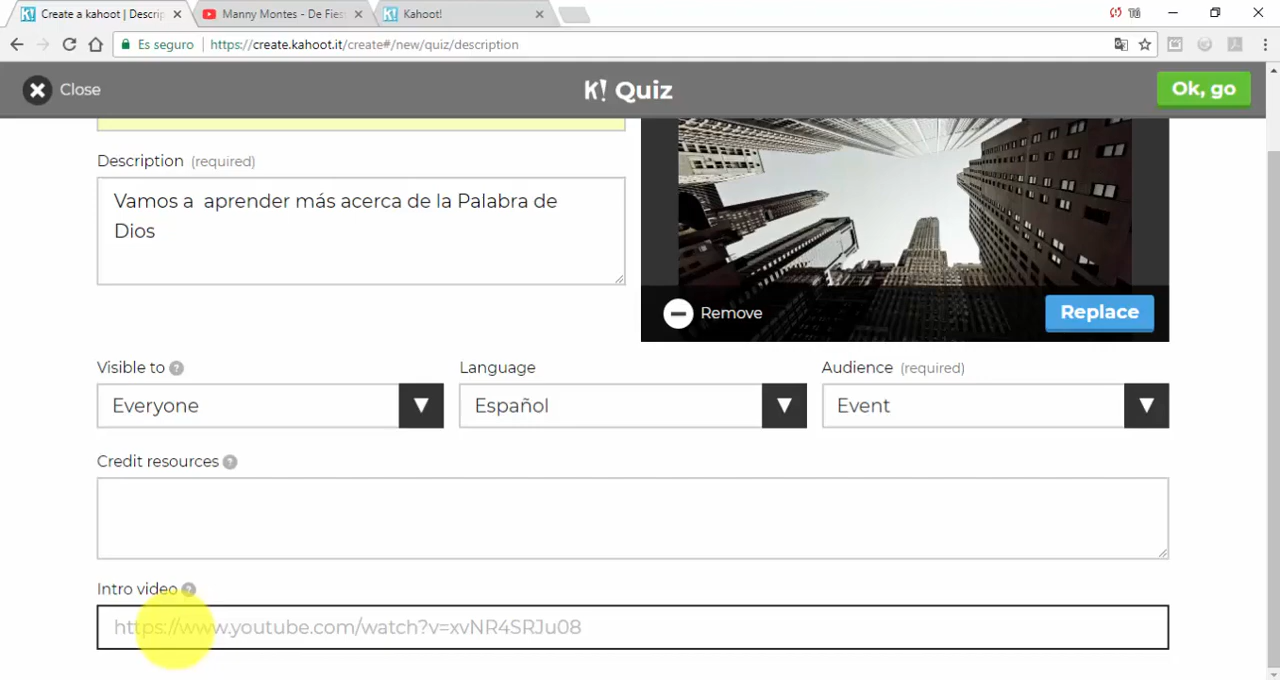 Create a kahoot | Descrip
Manny Montes - De Fies
Kahoot!
Es seguro
https://create.kahoot.it/create#/new/quiz/description
Close
K! Quiz
Ok, go
Description (required)
Vamos a aprender más acerca de la Palabra de
Dios
Remove
Replace
Visible to ?
Language
Audience (required)
Everyone
Español
Event
Credit resources ?
Intro video ?
https://www.youtube.com/watch?v=xvNR4SRJu08